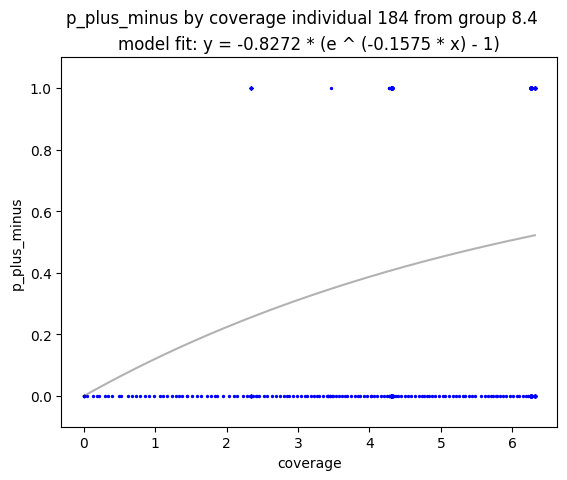 p_plus_minus by coverage individual 184 from group 8.4
model fit: y = -0.8272 * (e ^ (-0.1575 * x) - 1)
1.0
0.8
0.6
0.4
0.2
0.0
p_plus_minus
0 1 2 3 4 5 6
coverage